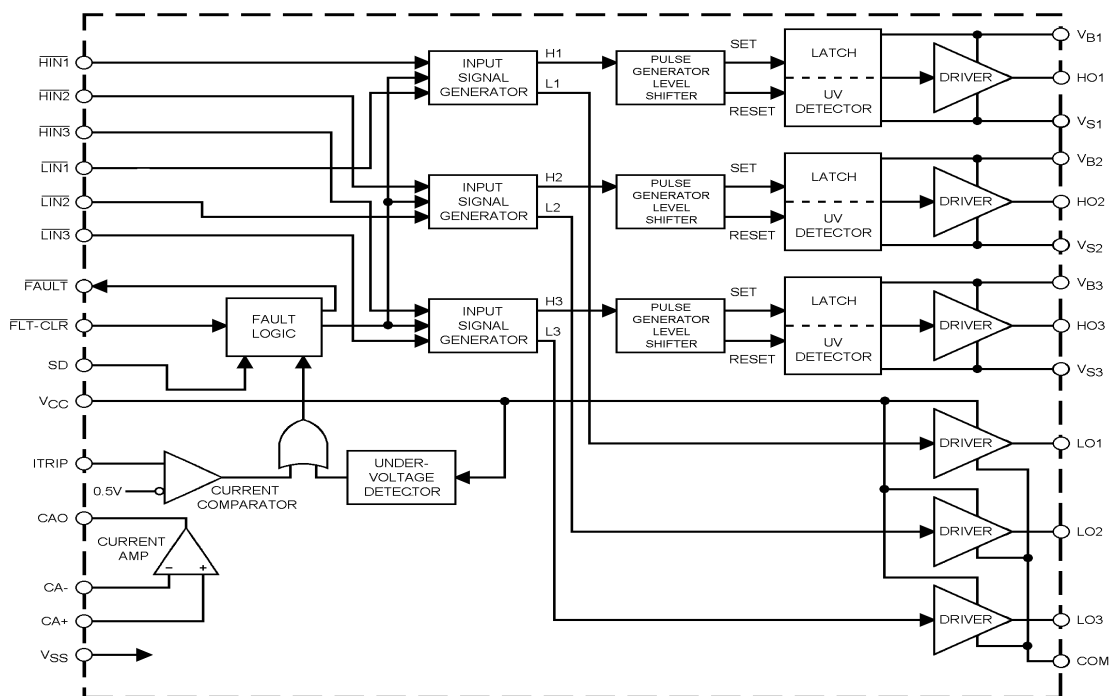 HIN1
HIN2
HIN3
LIN1
LIN2
LIN3
FAULT
FLT-CLR
SD
VCC
ITRIP
0.5V
CAO
CA-
CA+
VSS
INPUT
SIGNAL
GENERATOR
H1
L1
PULSE
GENERATOR
LEVEL
SHIFTER
SET
RESET
LATCH
UV
DETECTOR
DRIVER
VB1
HO1
VS1
INPUT
SIGNAL
GENERATOR
H2
L2
PULSE
GENERATOR
LEVEL
SHIFTER
SET
RESET
LATCH
UV
DETECTOR
DRIVER
VB2
HO2
VS2
FAULT
LOGIC
INPUT
SIGNAL
GENERATOR
H3
L3
PULSE
GENERATOR
LEVEL
SHIFTER
SET
RESET
LATCH
UV
DETECTOR
DRIVER
VB3
HO3
VS3
CURRENT
COMPARATOR
UNDER-
VOLTAGE
DETECTOR
CURRENT
AMP
-
+
DRIVER
LO1
DRIVER
LO2
DRIVER
LO3
COM